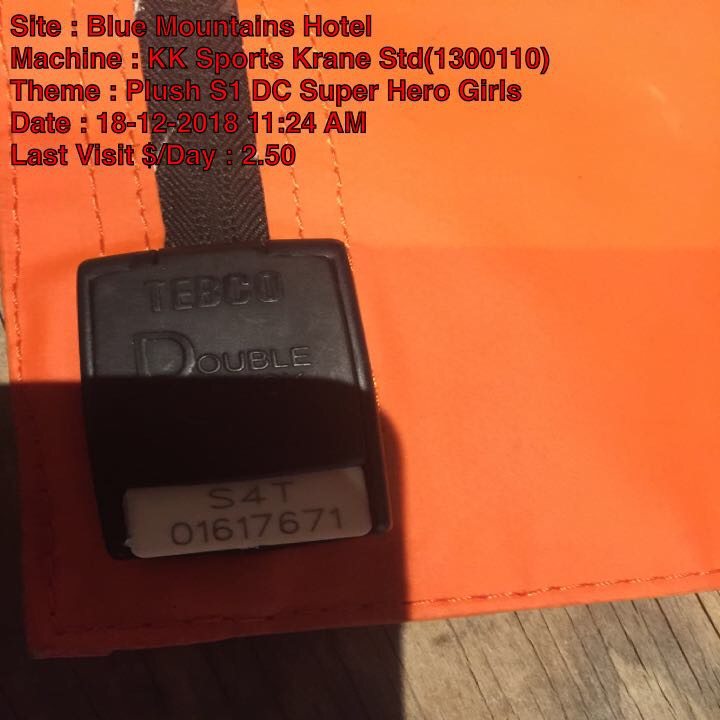 Site : Blue Mountains Hotel
Machine : KK Sports Krane Std(1300110)
Theme : Plush S1 DC Super Hero Girls
Date : 18-12-2018 11:24 AM
Last Visit $/Day : 2.50
TEBCO
DOUBLE
S4T
01617671